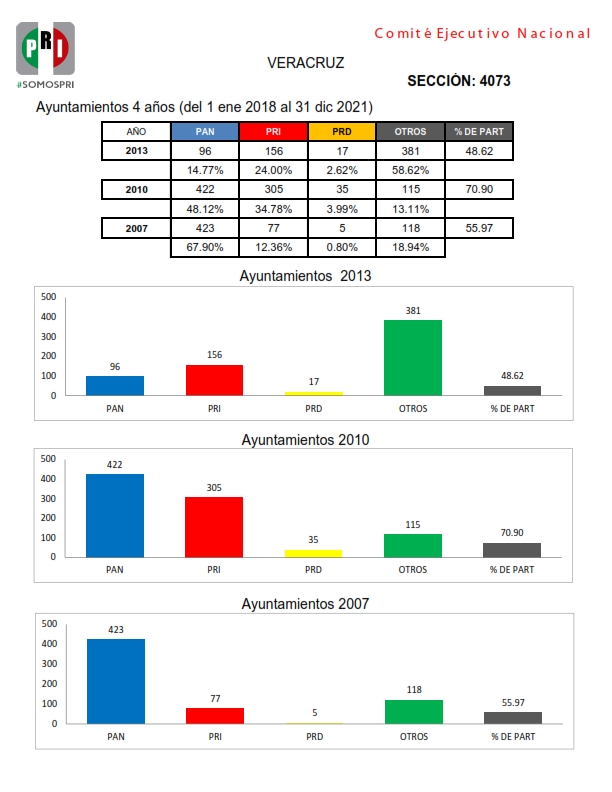 Comité Ejecutivo Nacional
PRI
#SOMOSPRI
VERACRUZ
SECCIÓN: 4073
Ayuntamientos 4 años (del 1 ene 2018 al 31 dic 2021)
AÑO PAN PRI PRD OTROS % DE PART
2013 96 156 17 381 48.62
14.77% 24.00% 2.62% 58.62%
2010 422 305 35 115 70.90
48.12% 34.78% 3.99% 13.11%
2007 423 77 5 118 55.97
67.90% 12.36% 0.80% 18.94%
Ayuntamientos 2013
500
400
300
200
100
0
96 156 17 381 48.62
PAN PRI PRD OTROS % DE PART
Ayuntamientos 2010
500
400
300
200
100
0
422 305 35 115 70.90
PAN PRI PRD OTROS % DE PART
Ayuntamientos 2007
500
400
300
200
100
0
423 77 5 118 55.97
PAN PRI PRD OTROS % DE PART